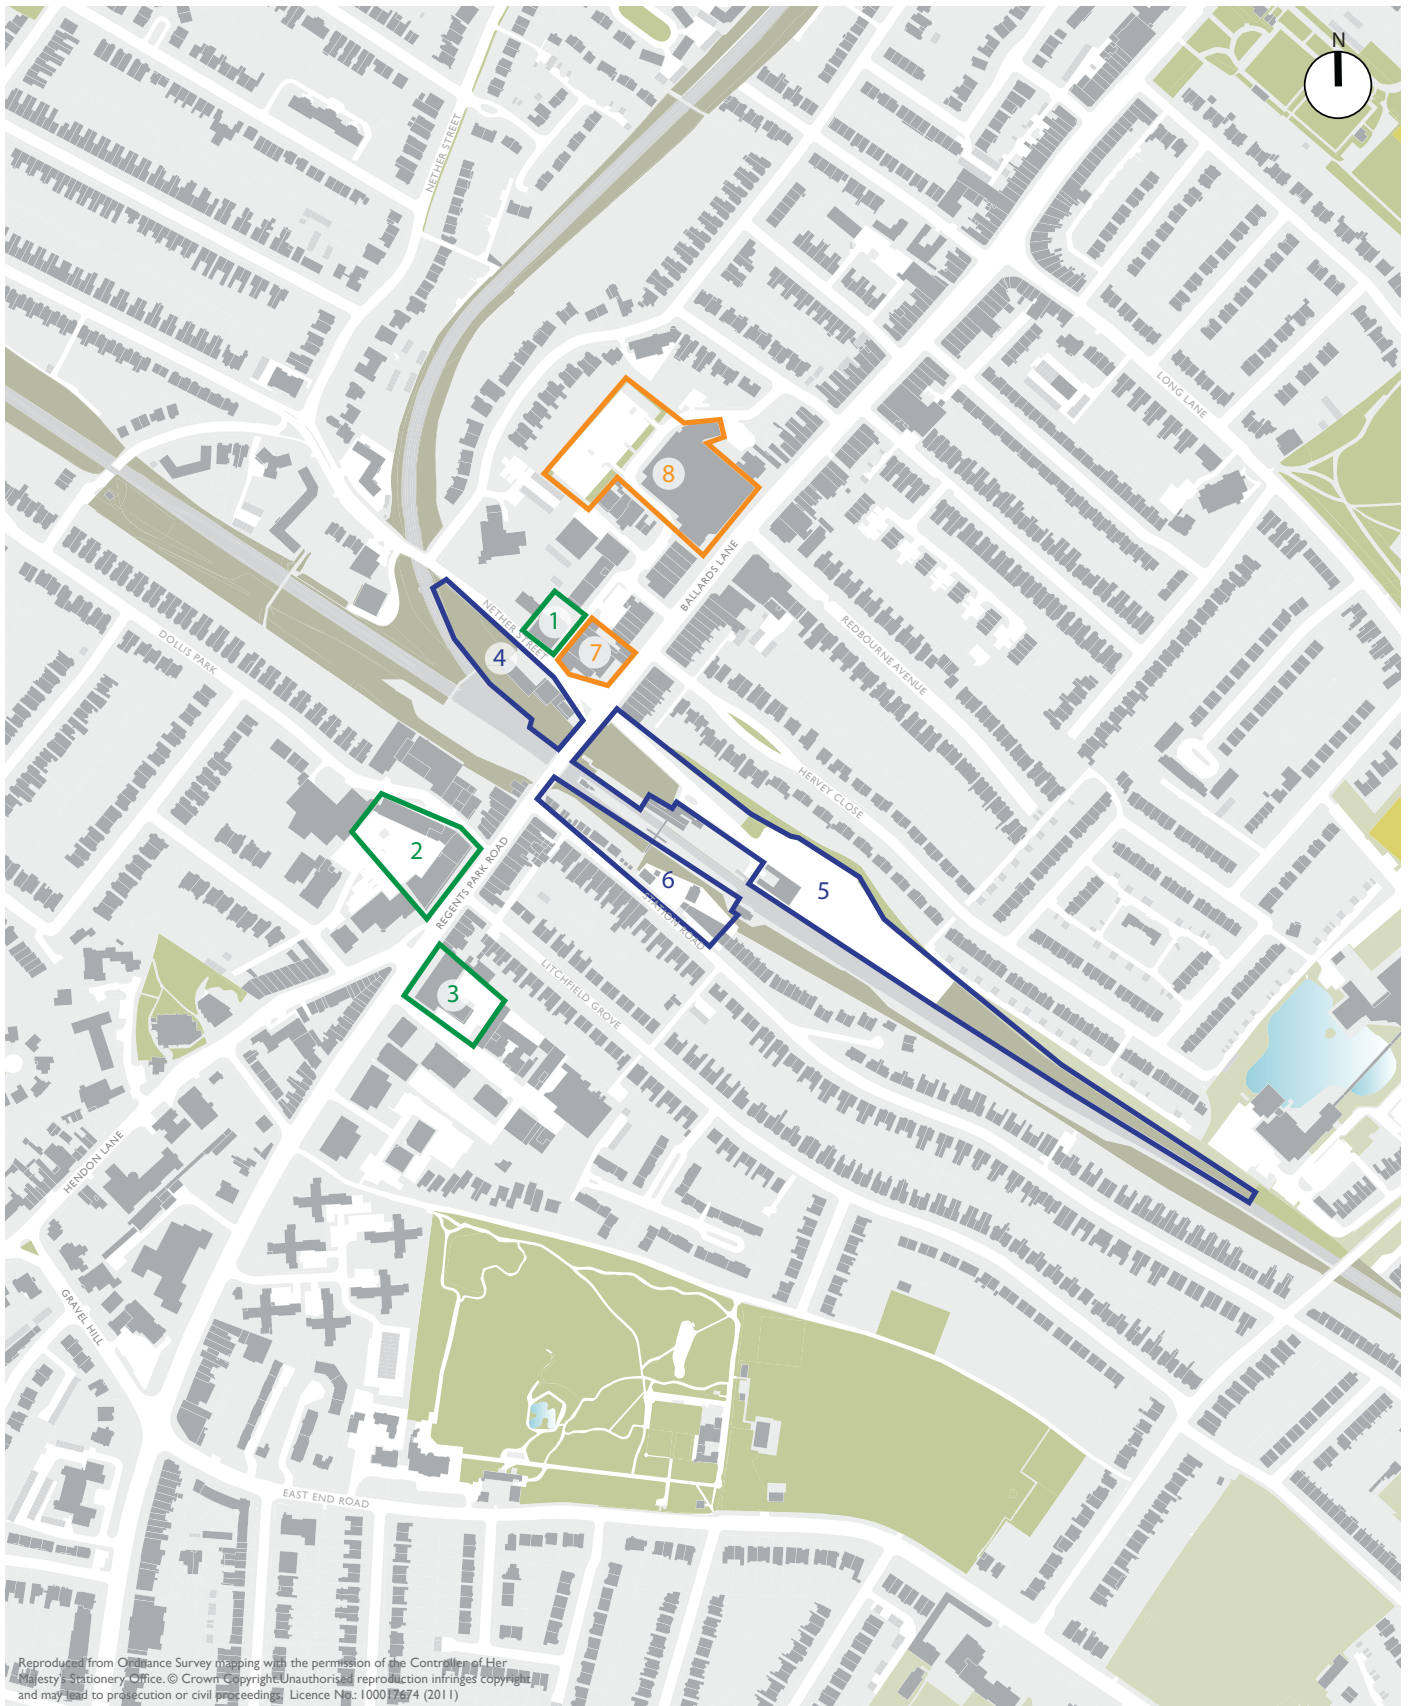 N
NETHER STREET
LONG LANE
8
BALLARDS LANE
NETHER STREET
1
7
4
REDBOURNE AVENUE
DOLLIS PARK
HERVEY CLOSE
2
REGENTS PARK ROAD
6
5
STATION ROAD
3
LITCHFIELD GROVE
HENDON LANE
GRAVEL HILL
EAST END ROAD
Reproduced from Ordnance Survey mapping with the permission of the Controller of Her
Majesty's Stationery Office. © Crown Copyright.Unauthorised reproduction infringes copyright
and may lead to prosecution or civil proceedings. Licence No.: 100017674 (2011)